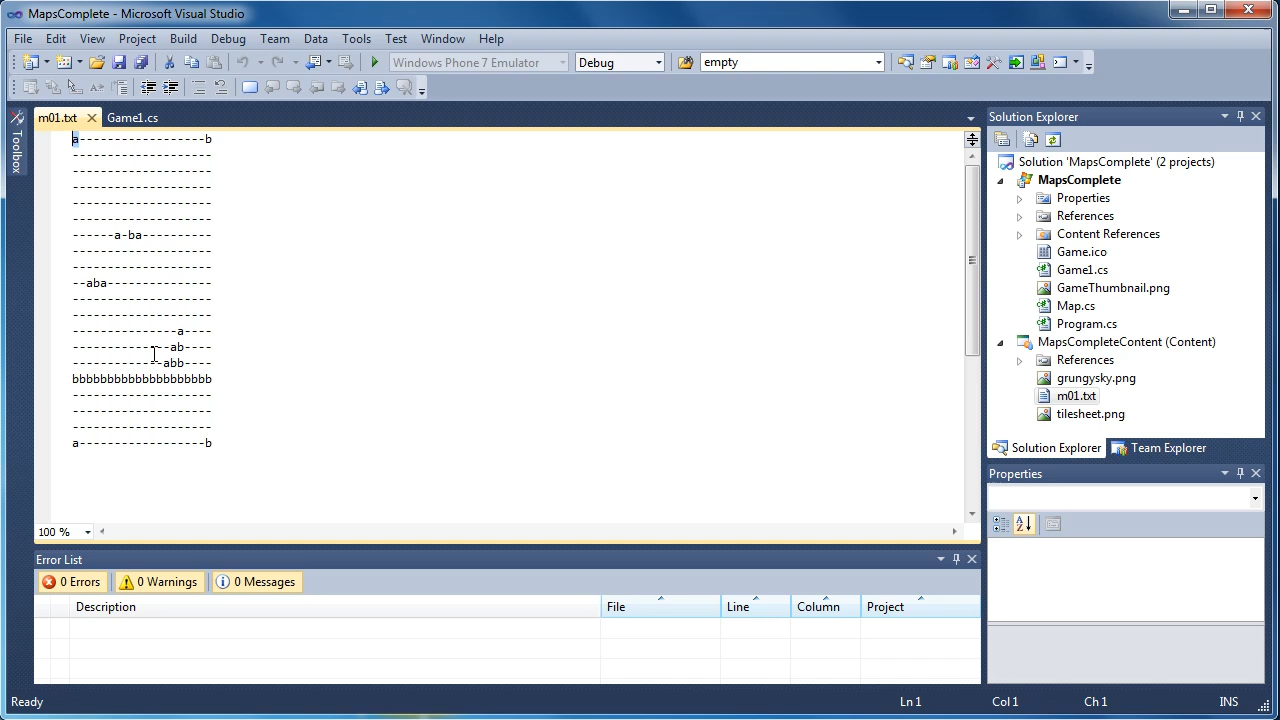 MapsComplete - Microsoft Visual Studio
File Edit View Project Build Debug Team Data Tools Test Window Help
Windows Phone 7 Emulator Debug empty
m01.txt Game1.cs
Toolbox
a------------------b
--------------------
--------------------
--------------------
--------------------
--------------------
------a-ba----------
--------------------
--------------------
--aba---------------
--------------------
--------------------
---------------a----
--------------ab----
-------------abb----
bbbbbbbbbbbbbbbbbbbb
--------------------
--------------------
--------------------
a------------------b
100 %
Solution Explorer
Solution 'MapsComplete' (2 projects)
MapsComplete
Properties
References
Content References
Game.ico
Game1.cs
GameThumbnail.png
Map.cs
Program.cs
MapsCompleteContent (Content)
References
grungysky.png
m01.txt
tilesheet.png
Solution Explorer Team Explorer
Properties
Error List
0 Errors 0 Warnings 0 Messages
Description File Line Column Project
Ready Ln 1 Col 1 Ch 1 INS